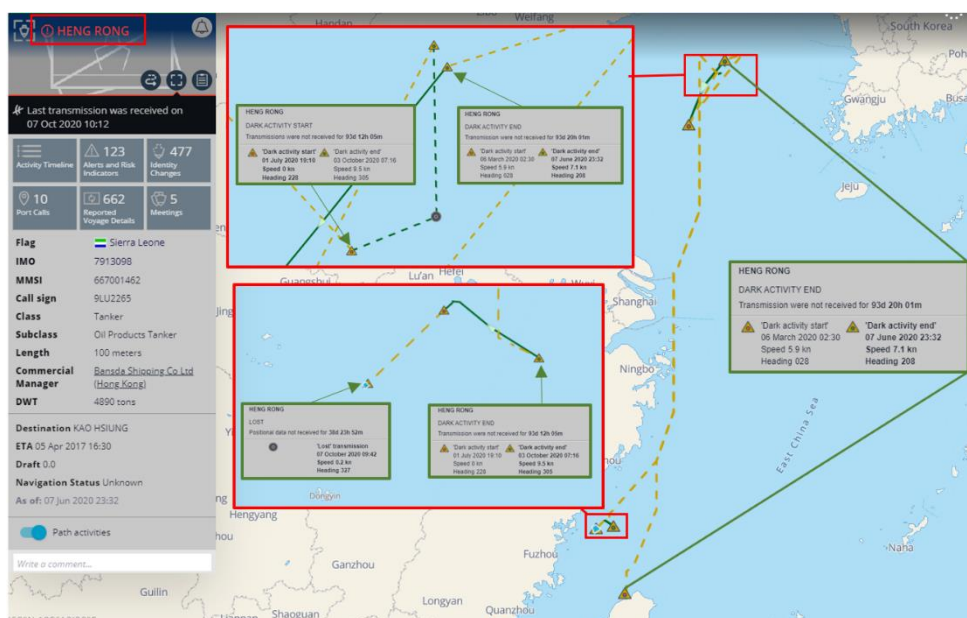 HENG RONG
Last transmission was received on
07 Oct 2020 10:12
Activity Timeline
123
Alerts and Risk
Indicators
477
Identity
Changes
10
Port Calls
662
Reported
Voyage Details
5
Meetings
Flag Sierra Leone
IMO 7913098
MMSI 667001462
Call sign 9LU2265
Class Tanker
Subclass Oil Products Tanker
Length 100 meters
Commercial Bansda Shipping Co Ltd
Manager (Hong Kong)
DWT 4890 tons
Destination KAO HSIUNG
ETA 05 Apr 2017 16:30
Draft 0.0
Navigation Status Unknown
As of: 07 Jun 2020 23:32
Path activities
Write a comment...
Handan
Weifang
HENG RONG
DARK ACTIVITY START
Transmissions were not received for 93d 12h 05m
'Dark activity start'
01 July 2020 19:10
Speed 0 kn
Heading 228
'Dark activity end'
03 October 2020 07:16
Speed 8.5 kn
Heading 305
HENG RONG
DARK ACTIVITY END
Transmission were not received for 93d 20h 01m
'Dark activity start'
06 March 2020 02:30
Speed 5.9 kn
Heading 028
'Dark activity end'
07 June 2020 23:32
Speed 7.1 kn
Heading 208
Lu'an
Hefei
HENG RONG
LOST
Positional data not received for 38d 23h 52m
'Lost' transmission
07 October 2020 09:42
Speed 0.2 kn
Heading 327
HENG RONG
DARK ACTIVITY END
Transmission were not received for 93d 12h 05m
'Dark activity start'
01 July 2020 19:10
Speed 0 kn
Heading 228
'Dark activity end'
03 October 2020 07:16
Speed 9.5 kn
Heading 305
Dongyin
South Korea
Gwangju
Jeju
Shanghai
Ningbo
HENG RONG
DARK ACTIVITY END
Transmission were not received for 93d 20h 01m
'Dark activity start'
06 March 2020 02:30
Speed 5.9 kn
Heading 028
'Dark activity end'
07 June 2020 23:32
Speed 7.1 kn
Heading 208
East China Sea
Hengyang
Fuzhou
Naha
Ganzhou
Guilin
Longyan
Quanzhou
Shaoguan